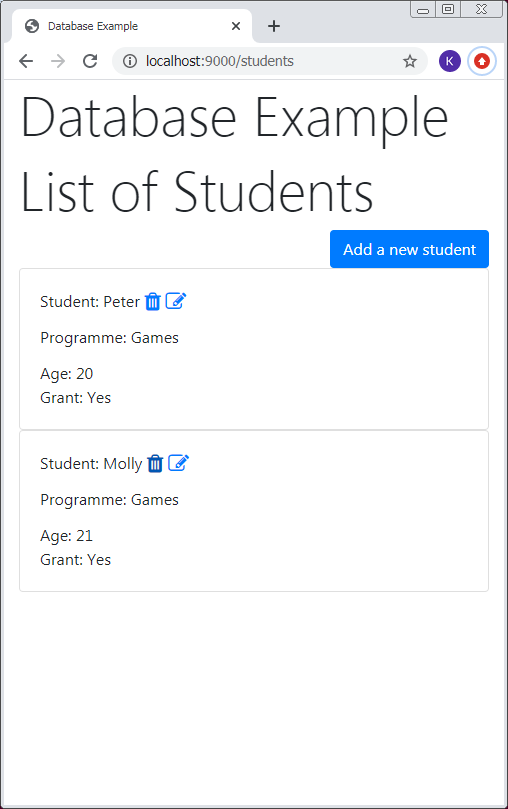 Database Example
localhost:9000/students
K
Database Example
List of Students
Add a new student
Student: Peter
Programme: Games
Age: 20
Grant: Yes
Student: Molly
Programme: Games
Age: 21
Grant: Yes